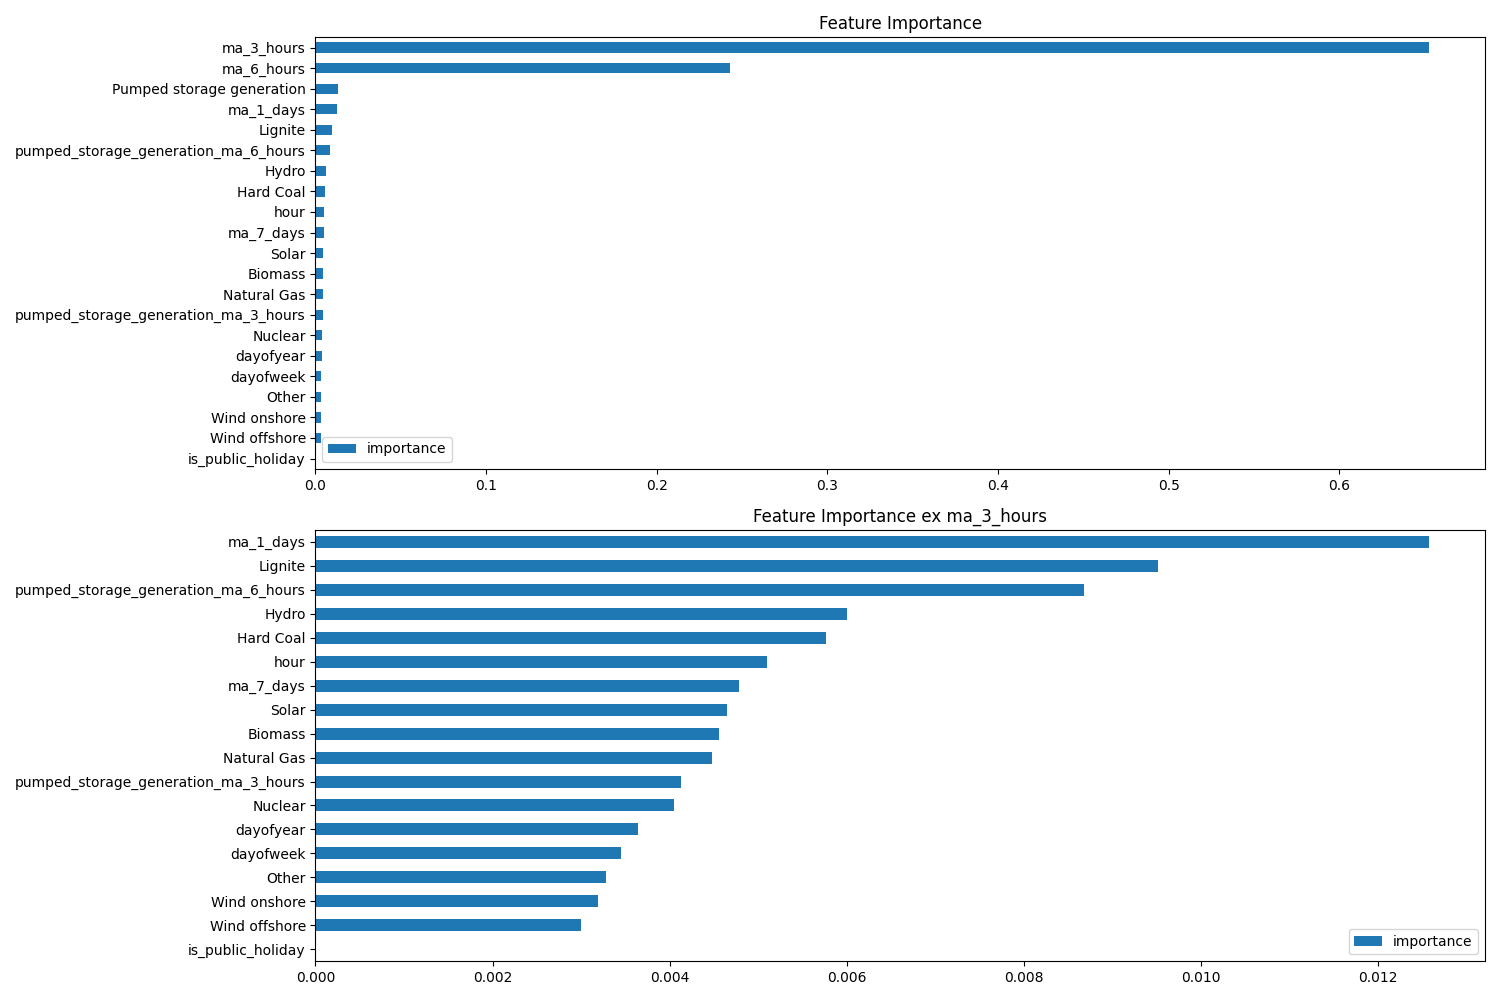 Feature Importance
ma_3_hours
ma_6_hours
Pumped storage generation
ma_1_days
Lignite
pumped_storage_generation_ma_6_hours
Hydro
Hard Coal
hour
ma_7_days
Solar
Biomass
Natural Gas
pumped_storage_generation_ma_3_hours
Nuclear
dayofyear
dayofweek
Other
Wind onshore
Wind offshore
is_public_holiday
importance
0.0 0.1 0.2 0.3 0.4 0.5 0.6
Feature Importance ex ma_3_hours
ma_1_days
Lignite
pumped_storage_generation_ma_6_hours
Hydro
Hard Coal
hour
ma_7_days
Solar
Biomass
Natural Gas
pumped_storage_generation_ma_3_hours
Nuclear
dayofyear
dayofweek
Other
Wind onshore
Wind offshore
is_public_holiday
importance
0.000 0.002 0.004 0.006 0.008 0.010 0.012